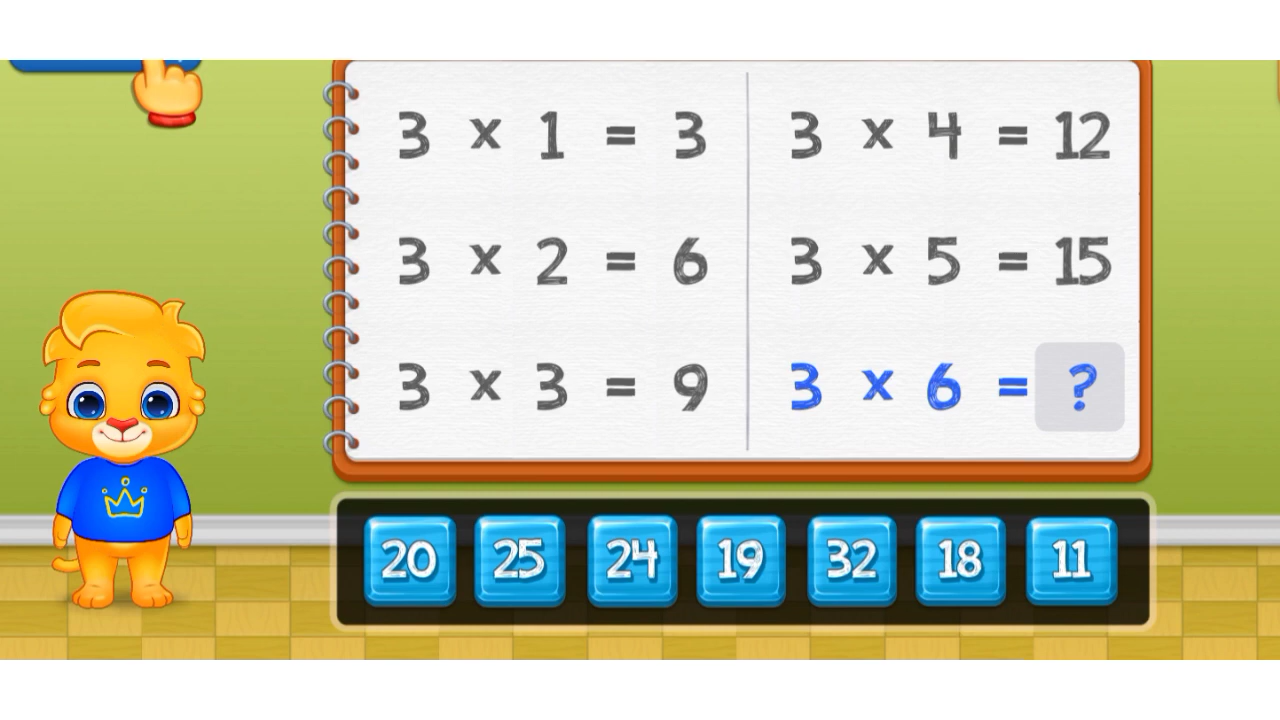 3 x 1 = 3
3 x 2 = 6
3 x 3 = 9
3 x 4 = 12
3 x 5 = 15
3 x 6 = ?
20 25 24 19 32 18 11